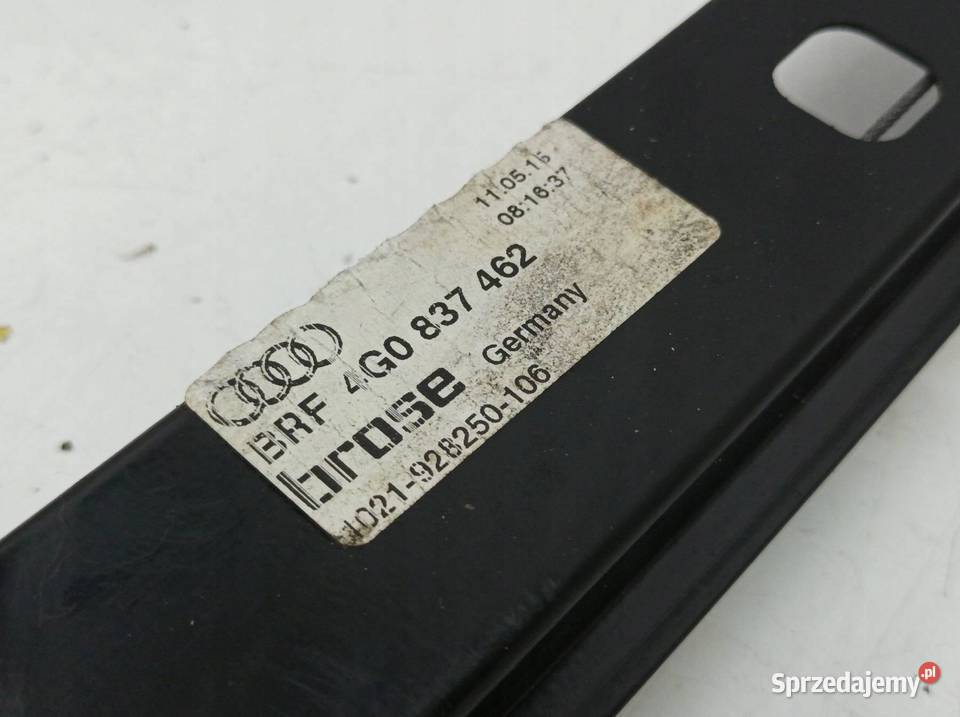 11.05.15
08:16:37
BRF 4G0 837 462
brose Germany
1021-928250-106
Sprzedajemy.pl